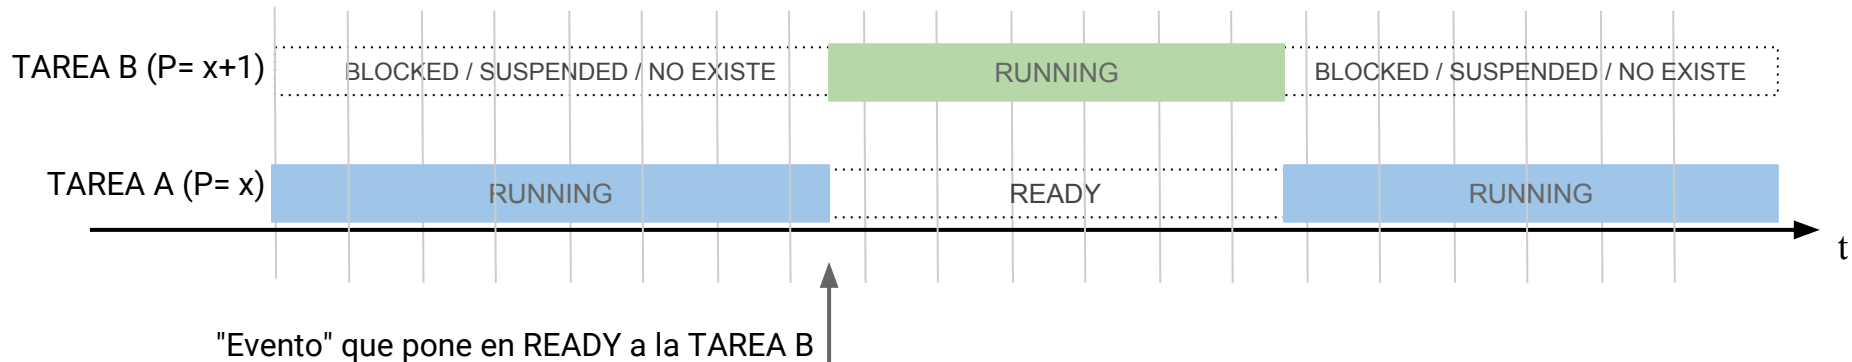 TAREA B (P= x+1) BLOCKED / SUSPENDED / NO EXISTE RUNNING BLOCKED / SUSPENDED / NO EXISTE
TAREA A (P= x) RUNNING READY RUNNING
t
"Evento" que pone en READY a la TAREA B